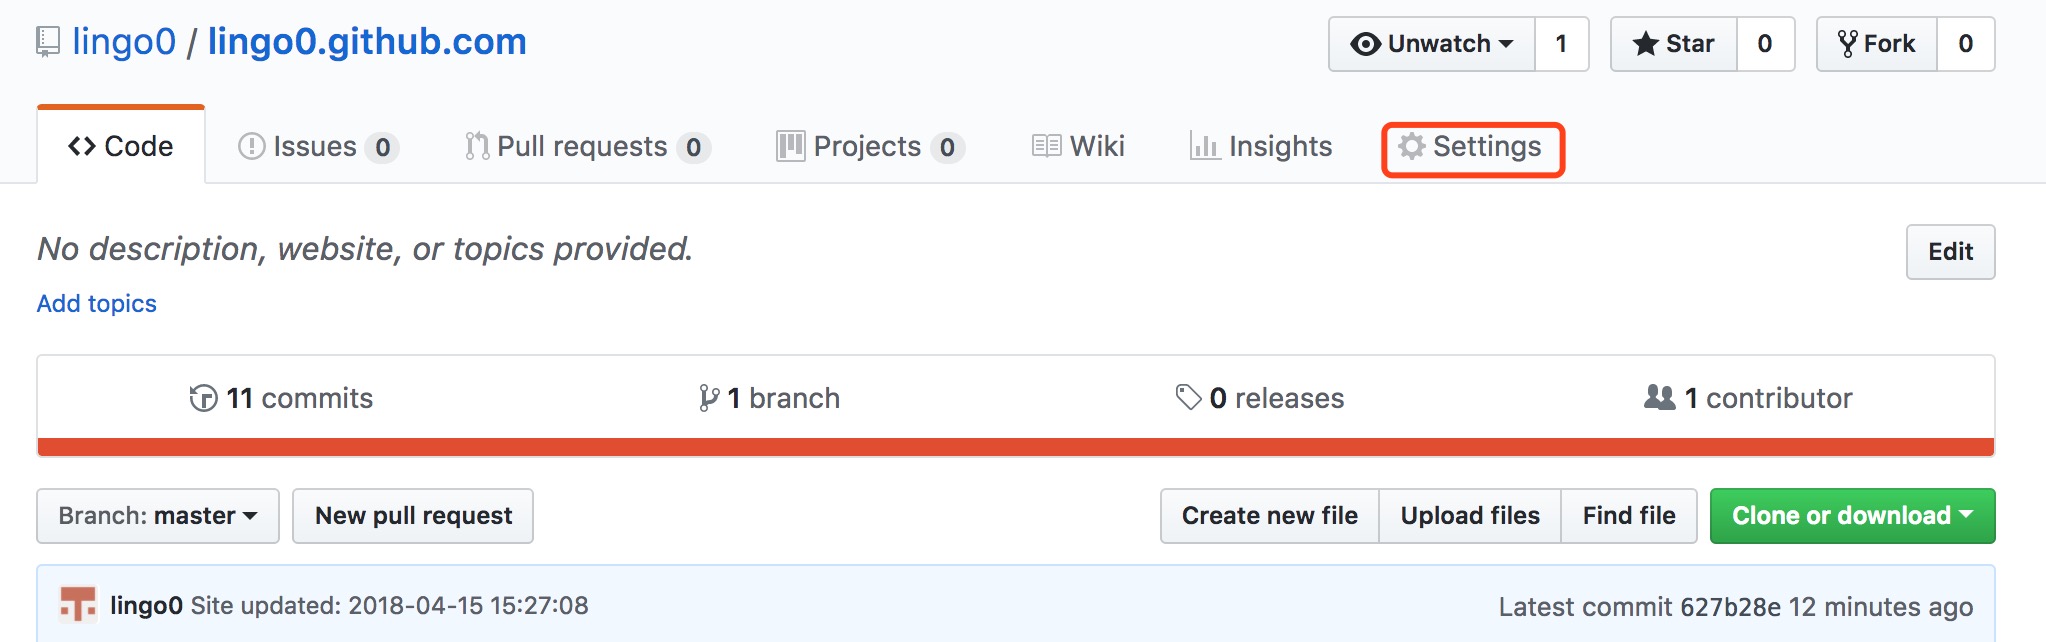 lingo0 / lingo0.github.com Unwatch 1 Star 0 Fork 0
Code Issues 0 Pull requests 0 Projects 0 Wiki Insights Settings
No description, website, or topics provided. Edit
Add topics
11 commits 1 branch 0 releases 1 contributor
Branch: master New pull request Create new file Upload files Find file Clone or download
lingo0 Site updated: 2018-04-15 15:27:08 Latest commit 627b28e 12 minutes ago